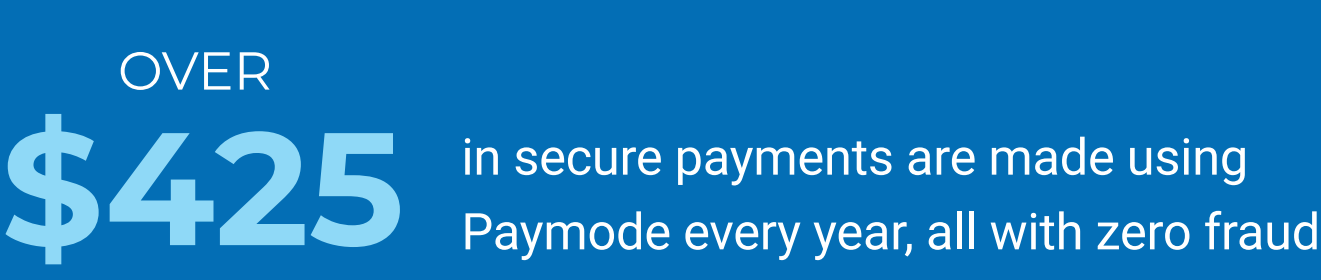 OVER
$425
in secure payments are made using
Paymode every year, all with zero fraud